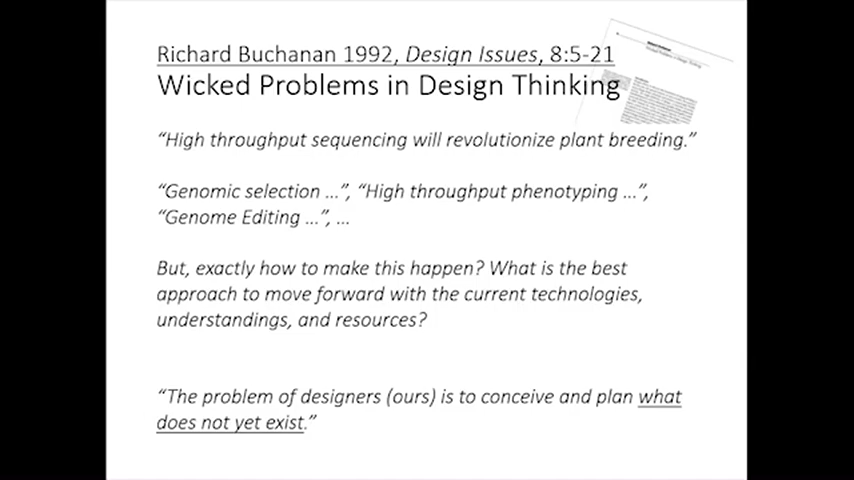 Richard Buchanan 1992, Design Issues, 8:5-21
Wicked Problems in Design Thinking
“High throughput sequencing will revolutionize plant breeding.”
“Genomic selection …”, “High throughput phenotyping …”,
“Genome Editing …”, …
But, exactly how to make this happen? What is the best
approach to move forward with the current technologies,
understandings, and resources?
“The problem of designers (ours) is to conceive and plan what
does not yet exist.”